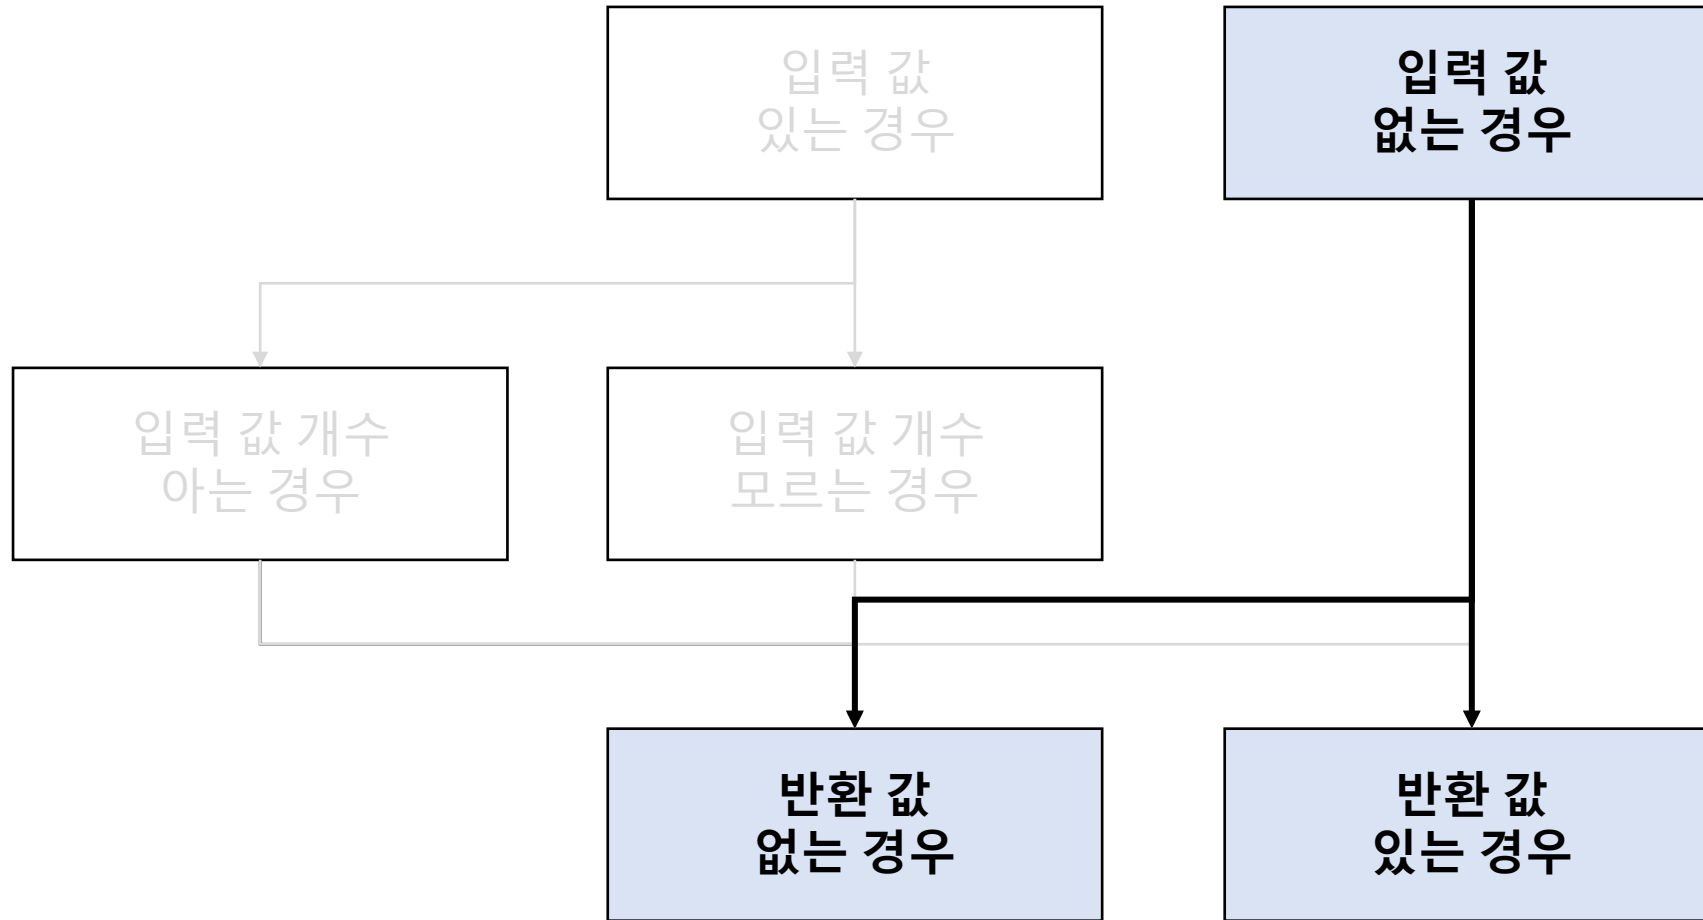 입력 값
있는 경우
입력 값
없는 경우
입력 값 개수
아는 경우
입력 값 개수
모르는 경우
반환 값
없는 경우
반환 값
있는 경우